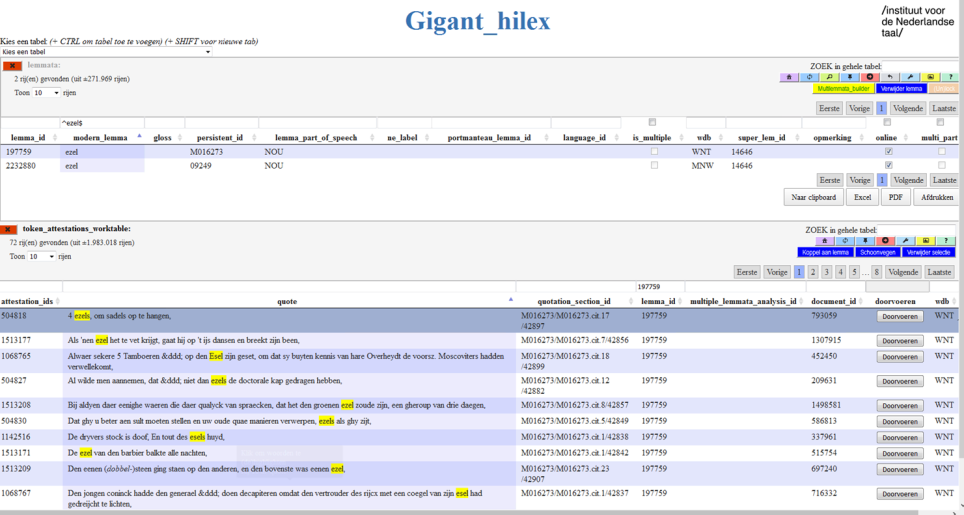 Gigant_hilex
/instituut voor
de Nederlandse
taal/
Kies een tabel: (+ CTRL om tabel toe te voegen) (+ SHIFT voor nieuwe tab)
Kies een tabel
lemmata:
ZOEK in gehele tabel:
2 rij(en) gevonden (uit ±271.969 rijen)
Multilemmata_builder Verwijder lemma
Toon 10 rijen
Eerste Vorige 1 Volgende Laatste
^ezel$
lemma_id modern_lemma gloss persistent_id lemma_part_of_speech ne_label portmanteau_lemma_id language_id is_multiple wdb super_lem_id opmerking online multi_part
197759 ezel M016273 NOU WNT 14646
2232880 ezel 09249 NOU MNW 14646
Eerste Vorige 1 Volgende Laatste
Naar clipboard Excel PDF Afdrukken
token_attestations_worktable:
ZOEK in gehele tabel:
72 rij(en) gevonden (uit ±1.983.018 rijen)
Toon 10 rijen
Koppel aan lemma Schoonvegen Verwijder selectie
Eerste Vorige 1 2 3 4 5 … 8 Volgende Laatste
197759
attestation_ids quote quotation_section_id lemma_id multiple_lemmata_analysis_id document_id doorvoeren wdb
504818 4 ezels, om sadels op te hangen, M016273/M016273.cit.17 197759 793059 Doorvoeren WNT
/42897
1513177 Als 'nen ezel het te vet krijgt, gaat hij op 't ijs dansen en breekt zijn been, M016273/M016273.cit.7/42856 197759 1307915 Doorvoeren WNT
1068765 Alwaer sekere 5 Tamboeren &ddd; op den Esel zijn geset, om dat sy buyten kennis van hare Overheydt de voorsz. Moscoviters hadden M016273/M016273.cit.18 197759 452450 Doorvoeren WNT
verwellekomt, /42899
504827 Al wilde men aannemen, dat &ddd; niet dan ezels de doctorale kap gedragen hebben, M016273/M016273.cit.12 197759 209631 Doorvoeren WNT
/42882
1513208 Bij aldyen daer eenighe waeren die daer qualyck van spraecken, dat het den groenen ezel zoude zijn, een gheroup van drie daegen, M016273/M016273.cit.8/42857 197759 1498581 Doorvoeren WNT
504830 Dat ghy u beter aen sult moeten stellen en uw oude quae manieren verwerpen, ezels als ghy zijt, M016273/M016273.cit.5/42849 197759 586813 Doorvoeren WNT
1142516 De dryvers stock is doof, En tout des esels huyd, M016273/M016273.cit.1/42838 197759 337961 Doorvoeren WNT
1513171 De ezel van den barbier balkte alle nachten, M016273/M016273.cit.1/42842 197759 515754 Doorvoeren WNT
1513209 Den eenen (dobbel-)steen ging staen op den anderen, en den bovenste was eenen ezel, M016273/M016273.cit.23 197759 697240 Doorvoeren WNT
/42907
1068767 Den jongen coninck hadde den generael &ddd; doen decapiteren omdat den vertrouder des rijcx met een coegel van zijn esel had M016273/M016273.cit.1/42837 197759 716332 Doorvoeren WNT
gedreijcht te lichten,